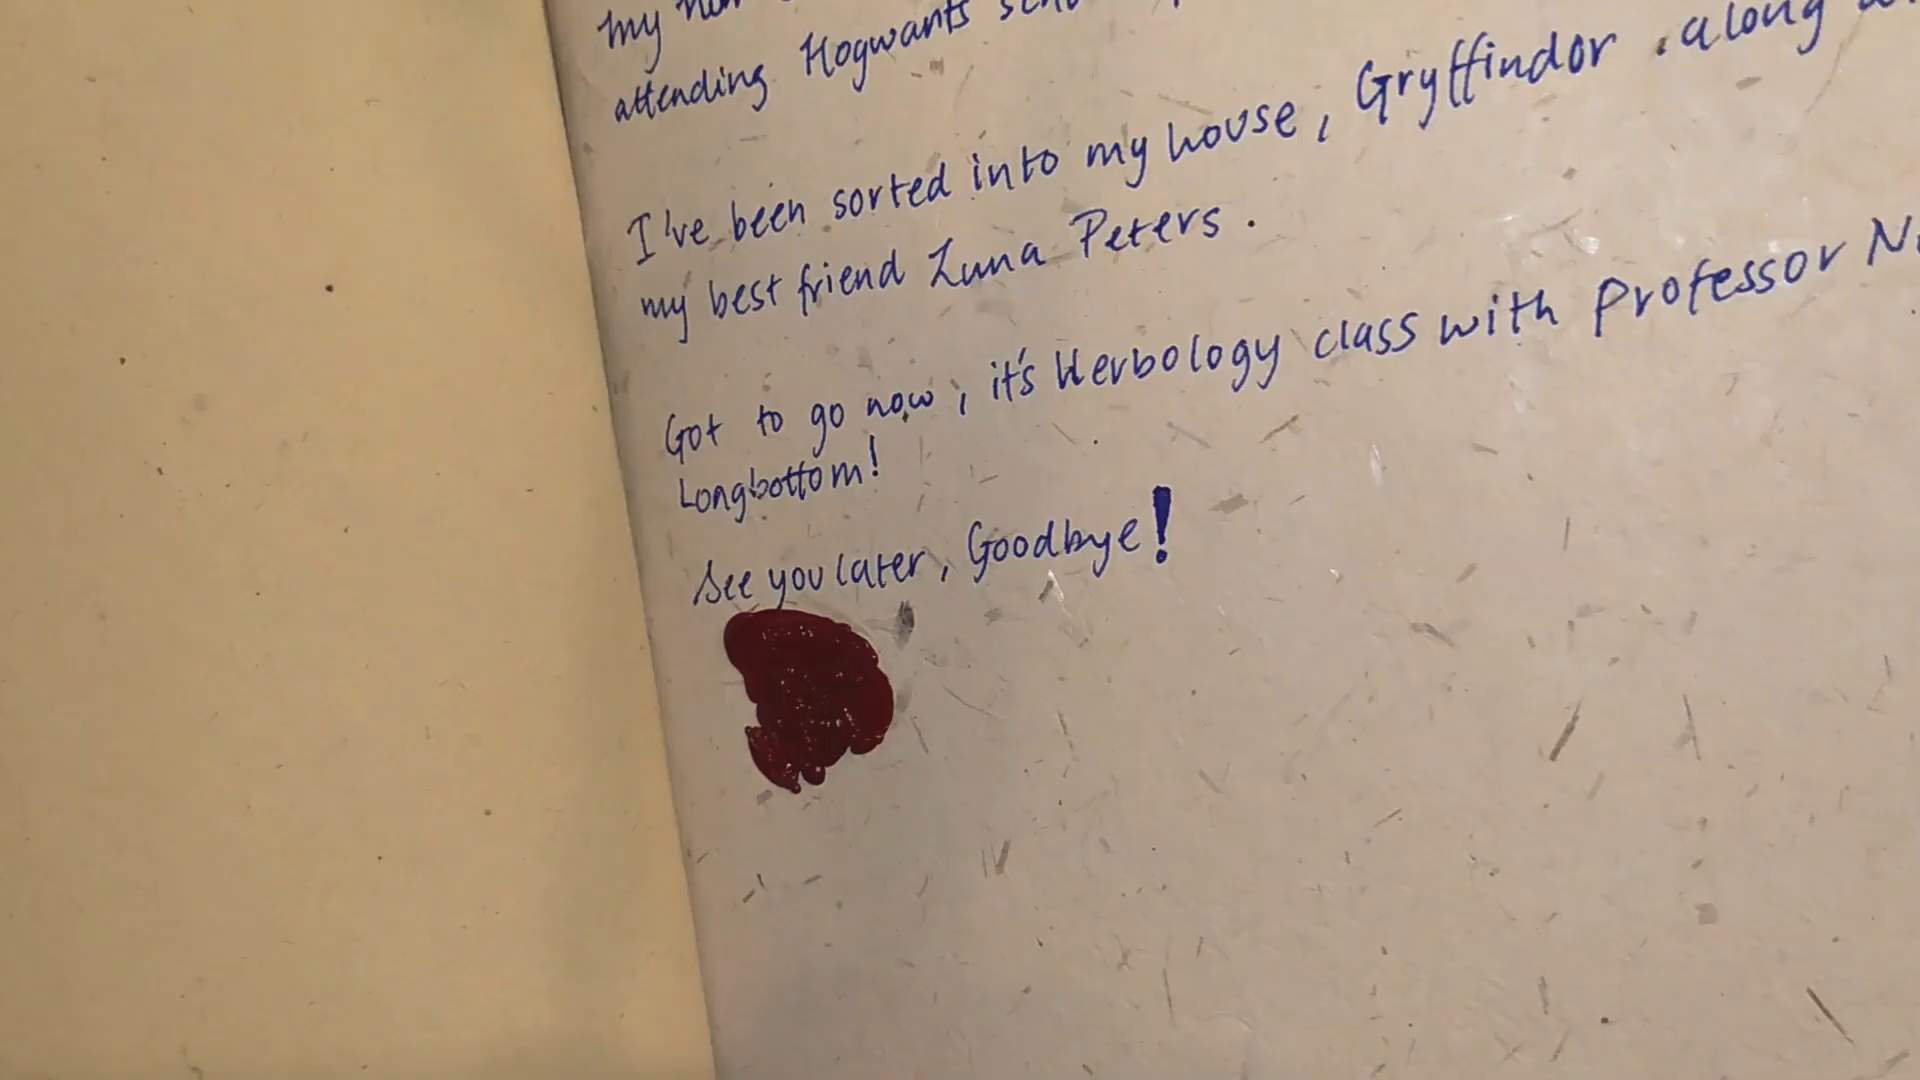 my
attending Hogwarts
I've been sorted into my house, Gryffindor. along
my best friend Luna Peters.
Got to go now, it's Herbology class with Professor
Longbottom!
See you later, Goodbye!